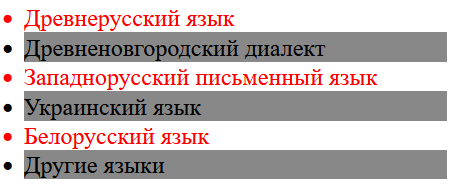 Древнерусский язык
Древненовгородский диалект
Западнорусский письменный язык
Украинский язык
Белорусский язык
Другие языки